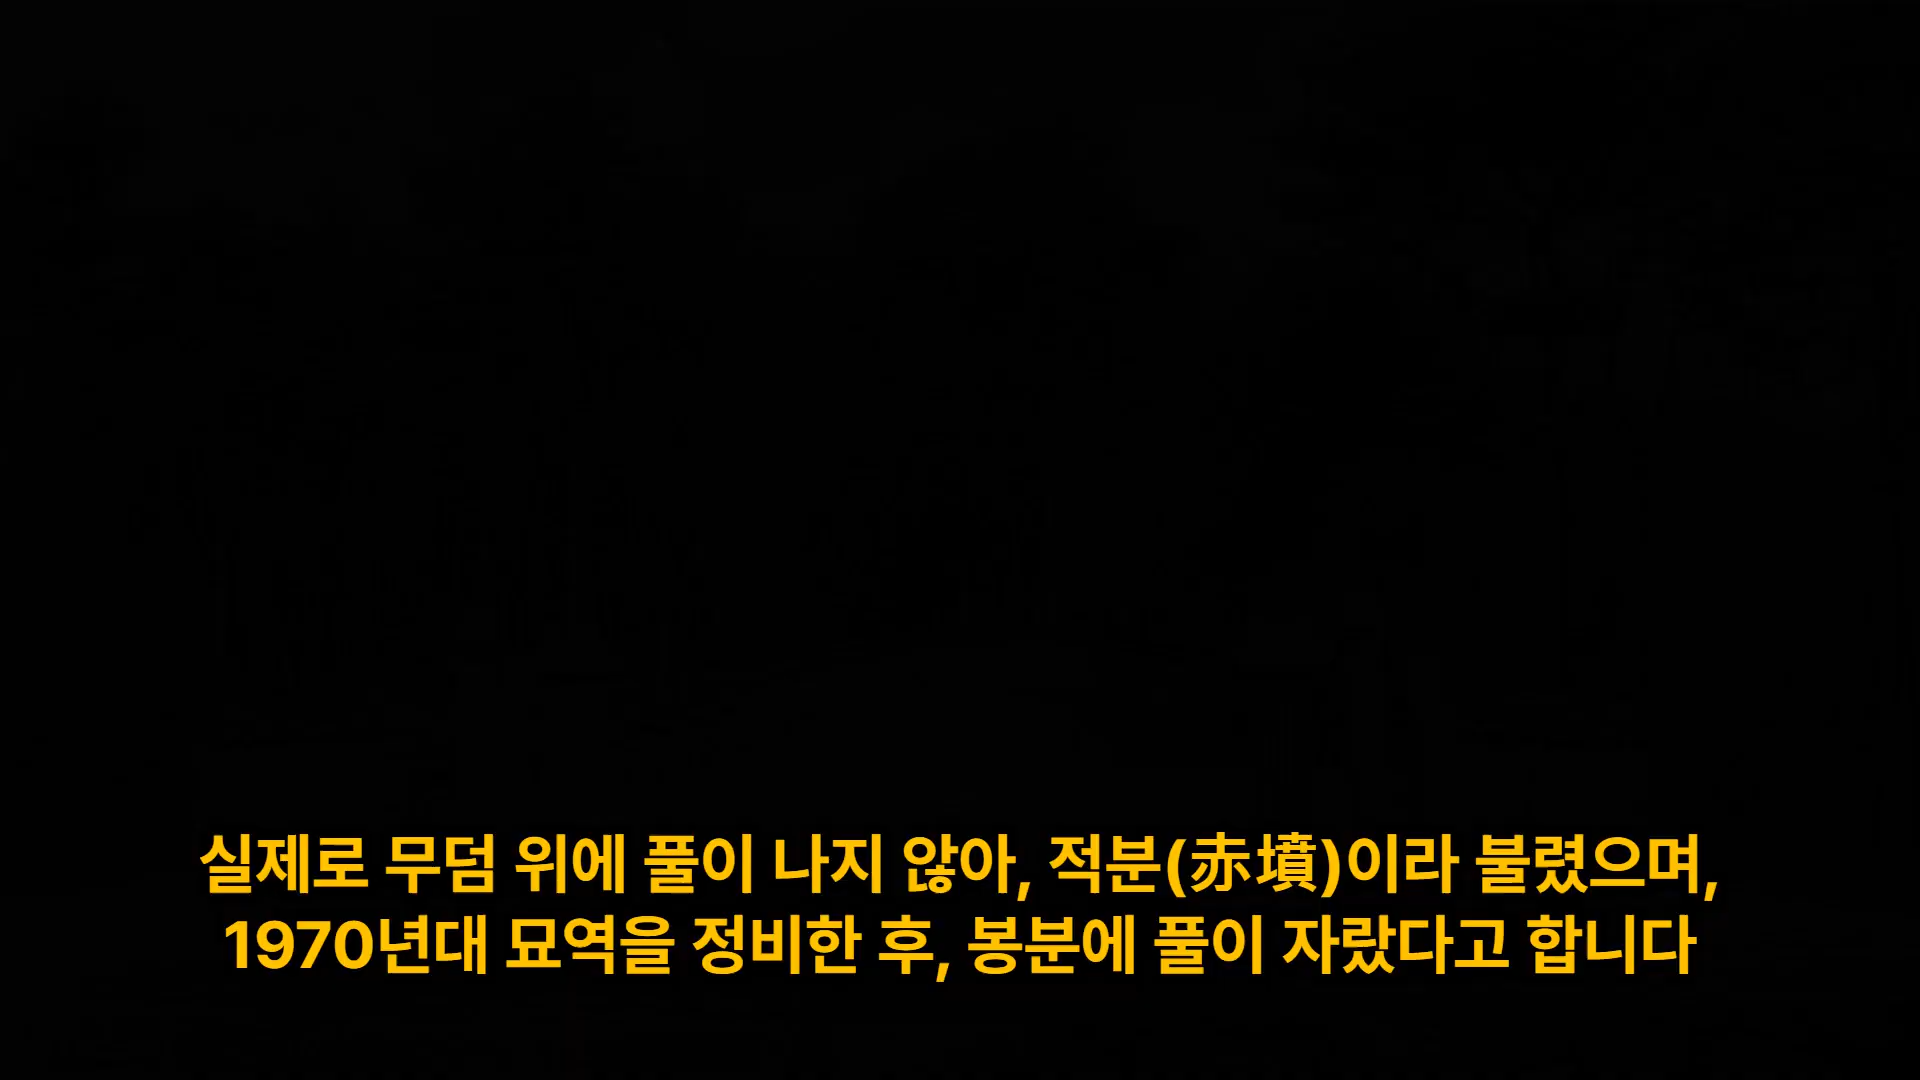 실제로 무덤 위에 풀이 나지 않아, 적분(赤墳)이라 불렸으며,
1970년대 묘역을 정비한 후, 봉분에 풀이 자랐다고 합니다